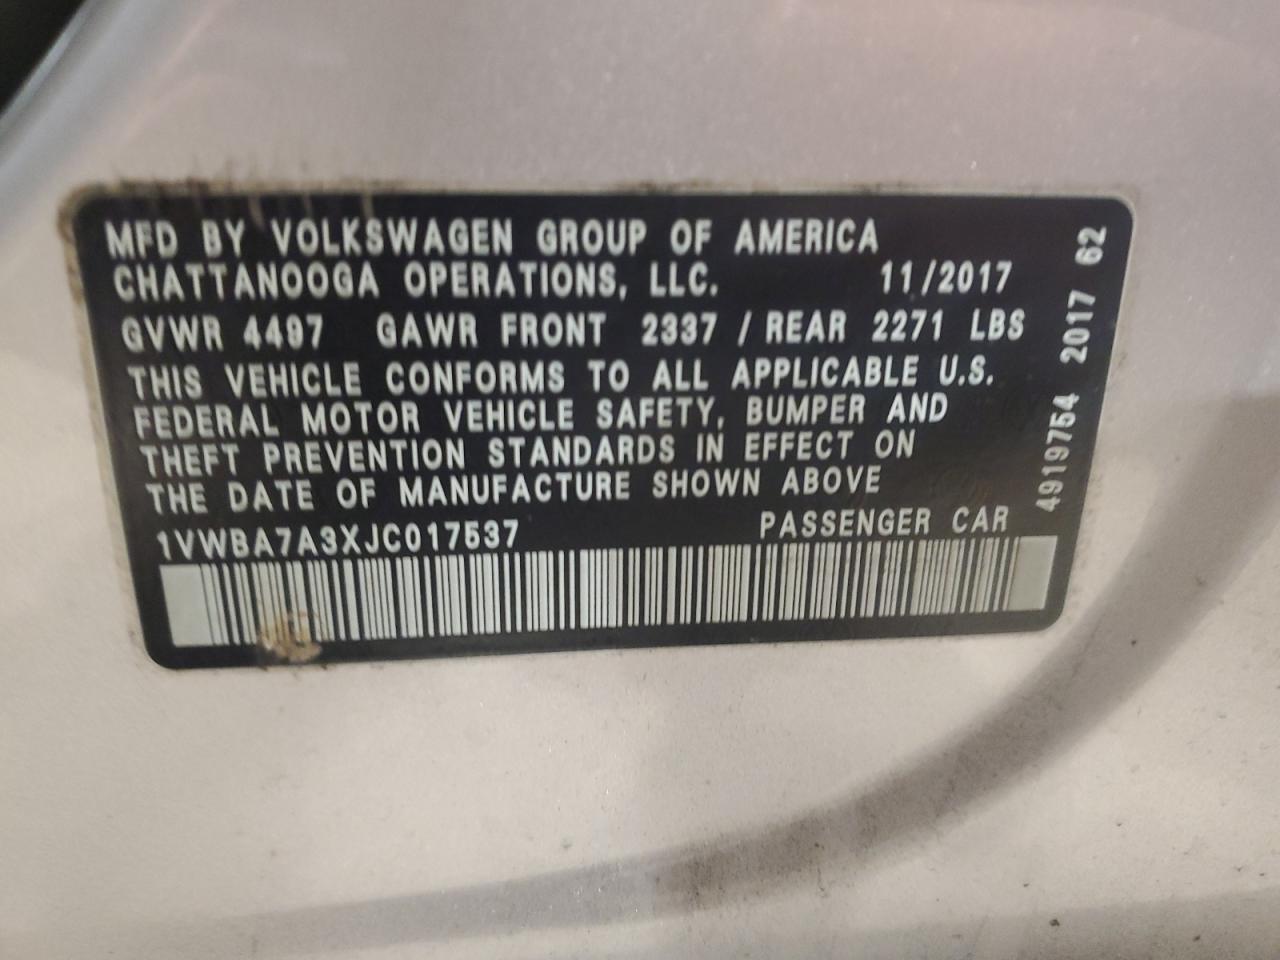 MFD BY VOLKSWAGEN GROUP OF AMERICA
CHATTANOOGA OPERATIONS, LLC. 11/2017
GVWR 4497 GAWR FRONT 2337 / REAR 2271 LBS
THIS VEHICLE CONFORMS TO ALL APPLICABLE U.S.
FEDERAL MOTOR VEHICLE SAFETY, BUMPER AND
THEFT PREVENTION STANDARDS IN EFFECT ON
THE DATE OF MANUFACTURE SHOWN ABOVE
1VWBA7A3XJC017537 PASSENGER CAR
4919754 2017 62